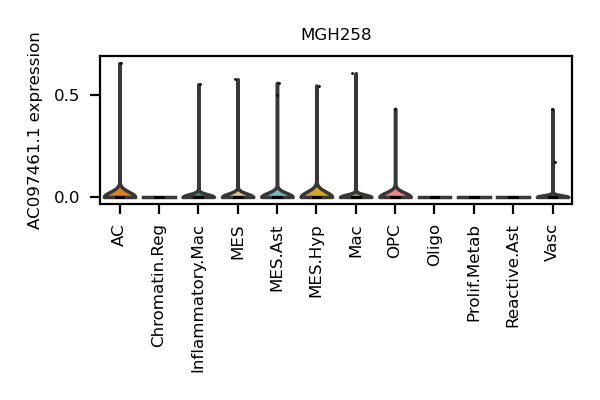 MGH258
AC097461.1 expression
0.5
0.0
AC
Chromatin.Reg
Inflammatory.Mac
MES
MES.Ast
MES.Hyp
Mac
OPC
Oligo
Prolif.Metab
Reactive.Ast
Vasc